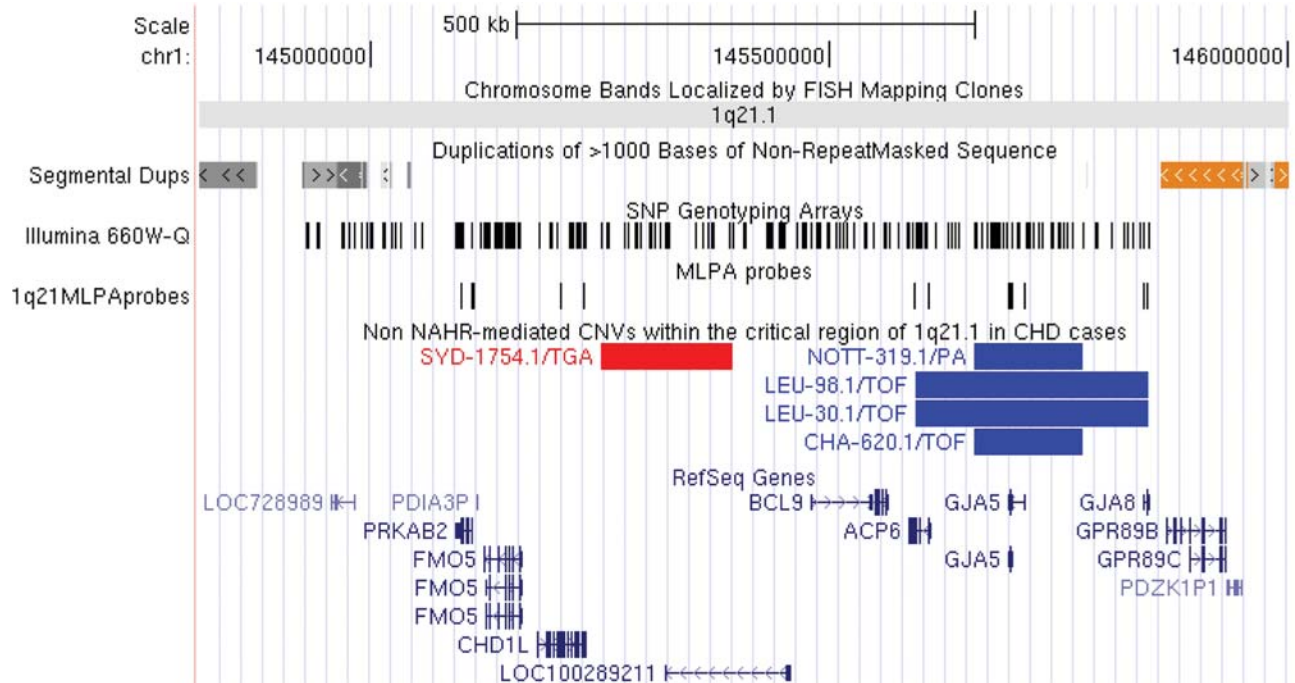 Scale 500 kb
chr1: 145000000 145500000 146000000
Chromosome Bands Localized by FISH Mapping Clones
1q21.1
Duplications of >1000 Bases of Non-RepeatMasked Sequence
Segmental Dups
SNP Genotyping Arrays
Illumina 660W-Q
MLPA probes
1q21MLPAprobes
Non NAHR-mediated CNVs within the critical region of 1q21.1 in CHD cases
SYD-1754.1/TGA NOTT-319.1/PA
LEU-98.1/TOF
LEU-30.1/TOF
CHA-620.1/TOF
RefSeq Genes
LOC728989 PDIA3P BCL9 GJA5 GJA8
PRKAB2 ACP6 GPR89B
FMO5 GJA5 GPR89C
FMO5 PDZK1P1
FMO5
CHD1L
LOC100289211